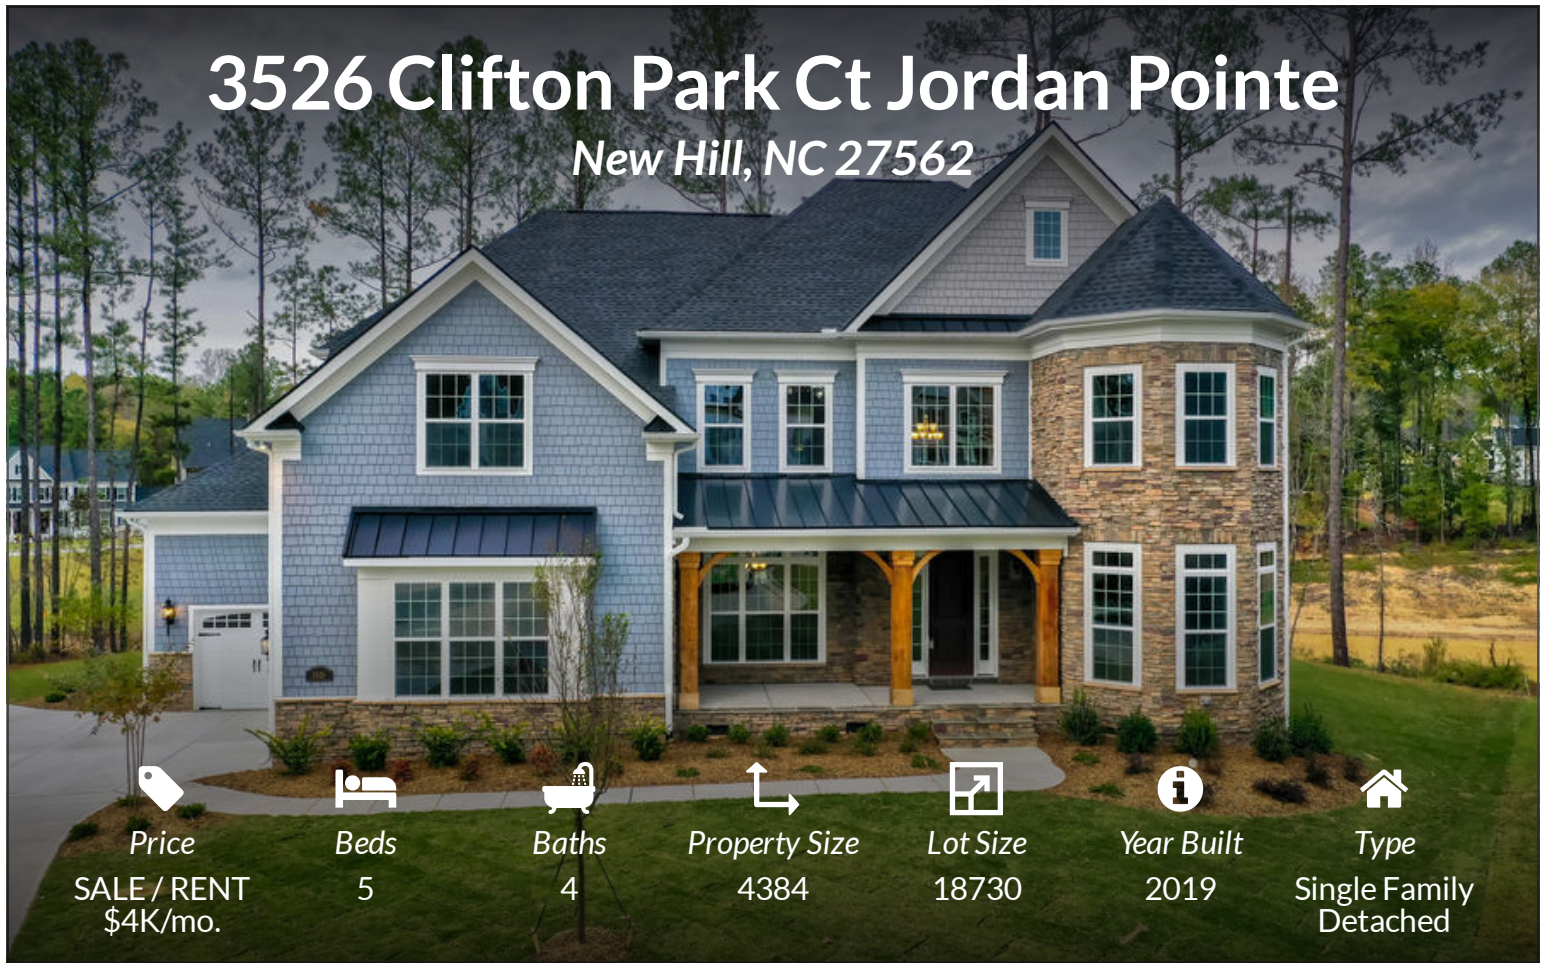 3526 Clifton Park Ct Jordan Pointe
New Hill, NC 27562
Price
SALE / RENT
$4K/mo.
Beds
5
Baths
4
Property Size
4384
Lot Size
18730
Year Built
2019
Type
Single Family
Detached